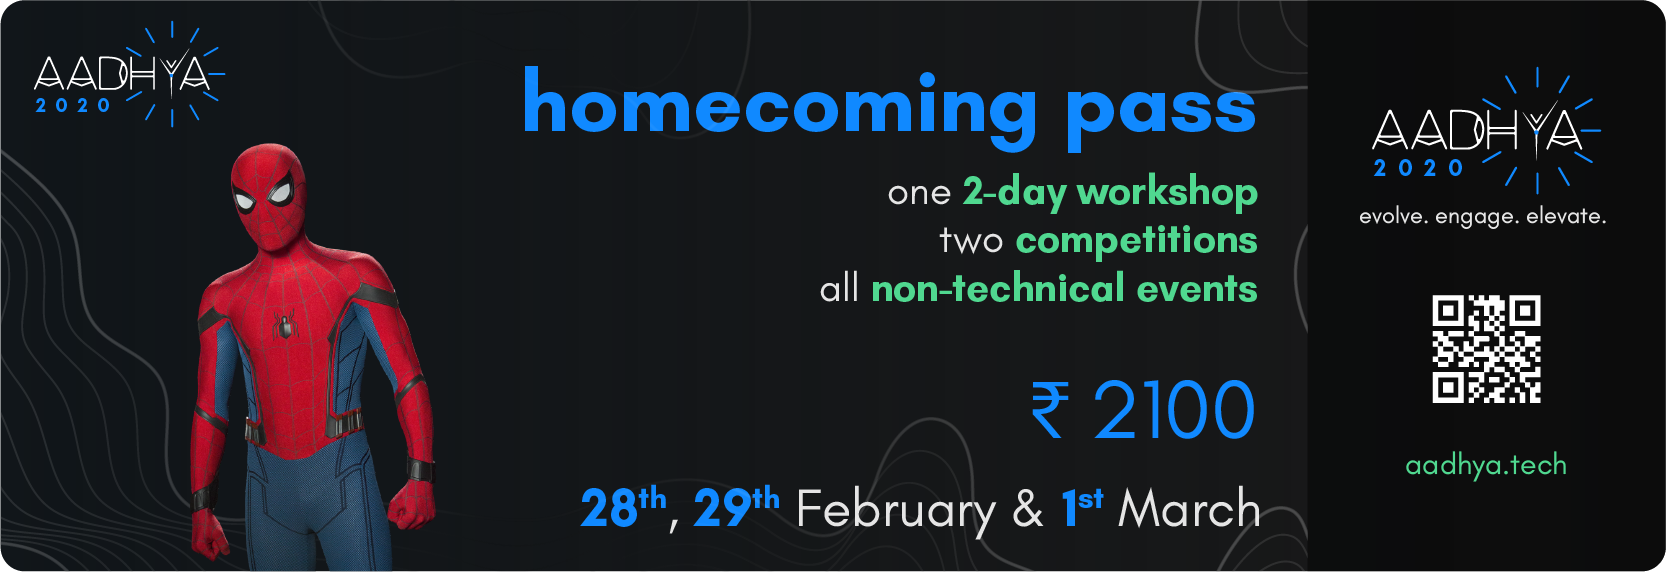 AADHYA
2020
homecoming pass
one 2-day workshop
two competitions
all non-technical events
₹ 2100
28th, 29th February & 1st March
AADHYA
2020
evolve. engage. elevate.
aadhya.tech